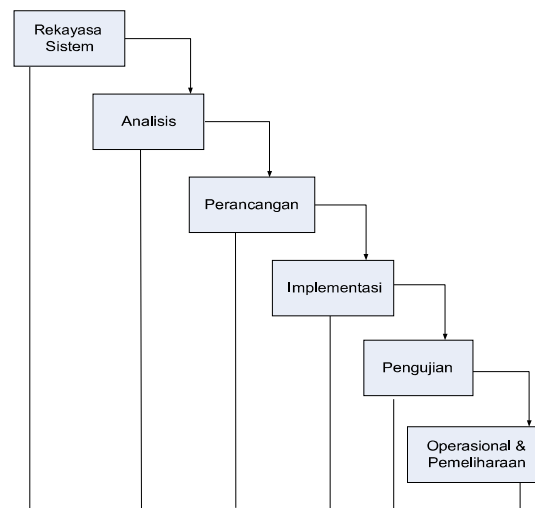 Rekayasa
Sistem
Analisis
Perancangan
Implementasi
Pengujian
Operasional &
Pemeliharaan